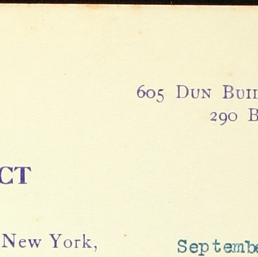 605 DUN BUIL
290 B
CT
New York, Septembe